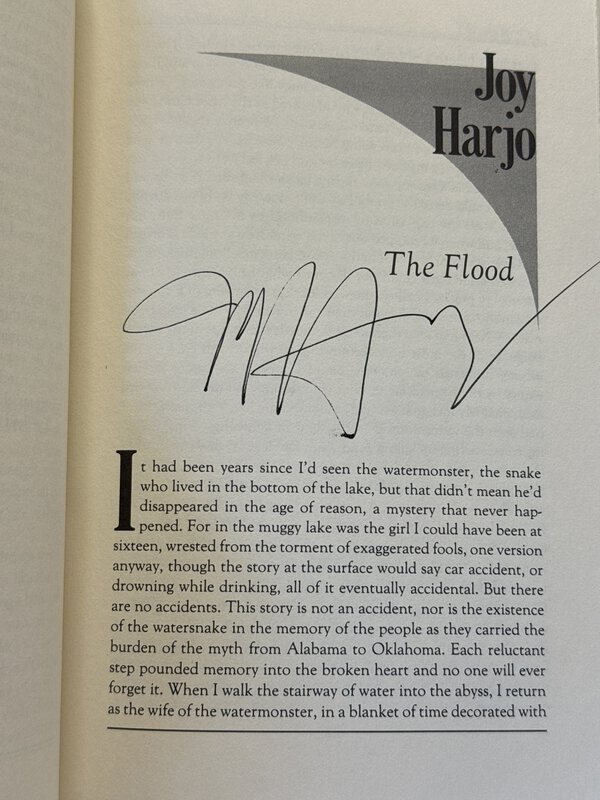 Joy
Harjo
The Flood
It had been years since I'd seen the watermonster, the snake
who lived in the bottom of the lake, but that didn't mean he'd
disappeared in the age of reason, a mystery that never hap-
pened. For in the muggy lake was the girl I could have been at
sixteen, wrested from the torment of exaggerated fools, one version
anyway, though the story at the surface would say car accident, or
drowning while drinking, all of it eventually accidental. But there
are no accidents. This story is not an accident, nor is the existence
of the watersnake in the memory of the people as they carried the
burden of the myth from Alabama to Oklahoma. Each reluctant
step pounded memory into the broken heart and no one will ever
forget it. When I walk the stairway of water into the abyss, I return
as the wife of the watermonster, in a blanket of time decorated with